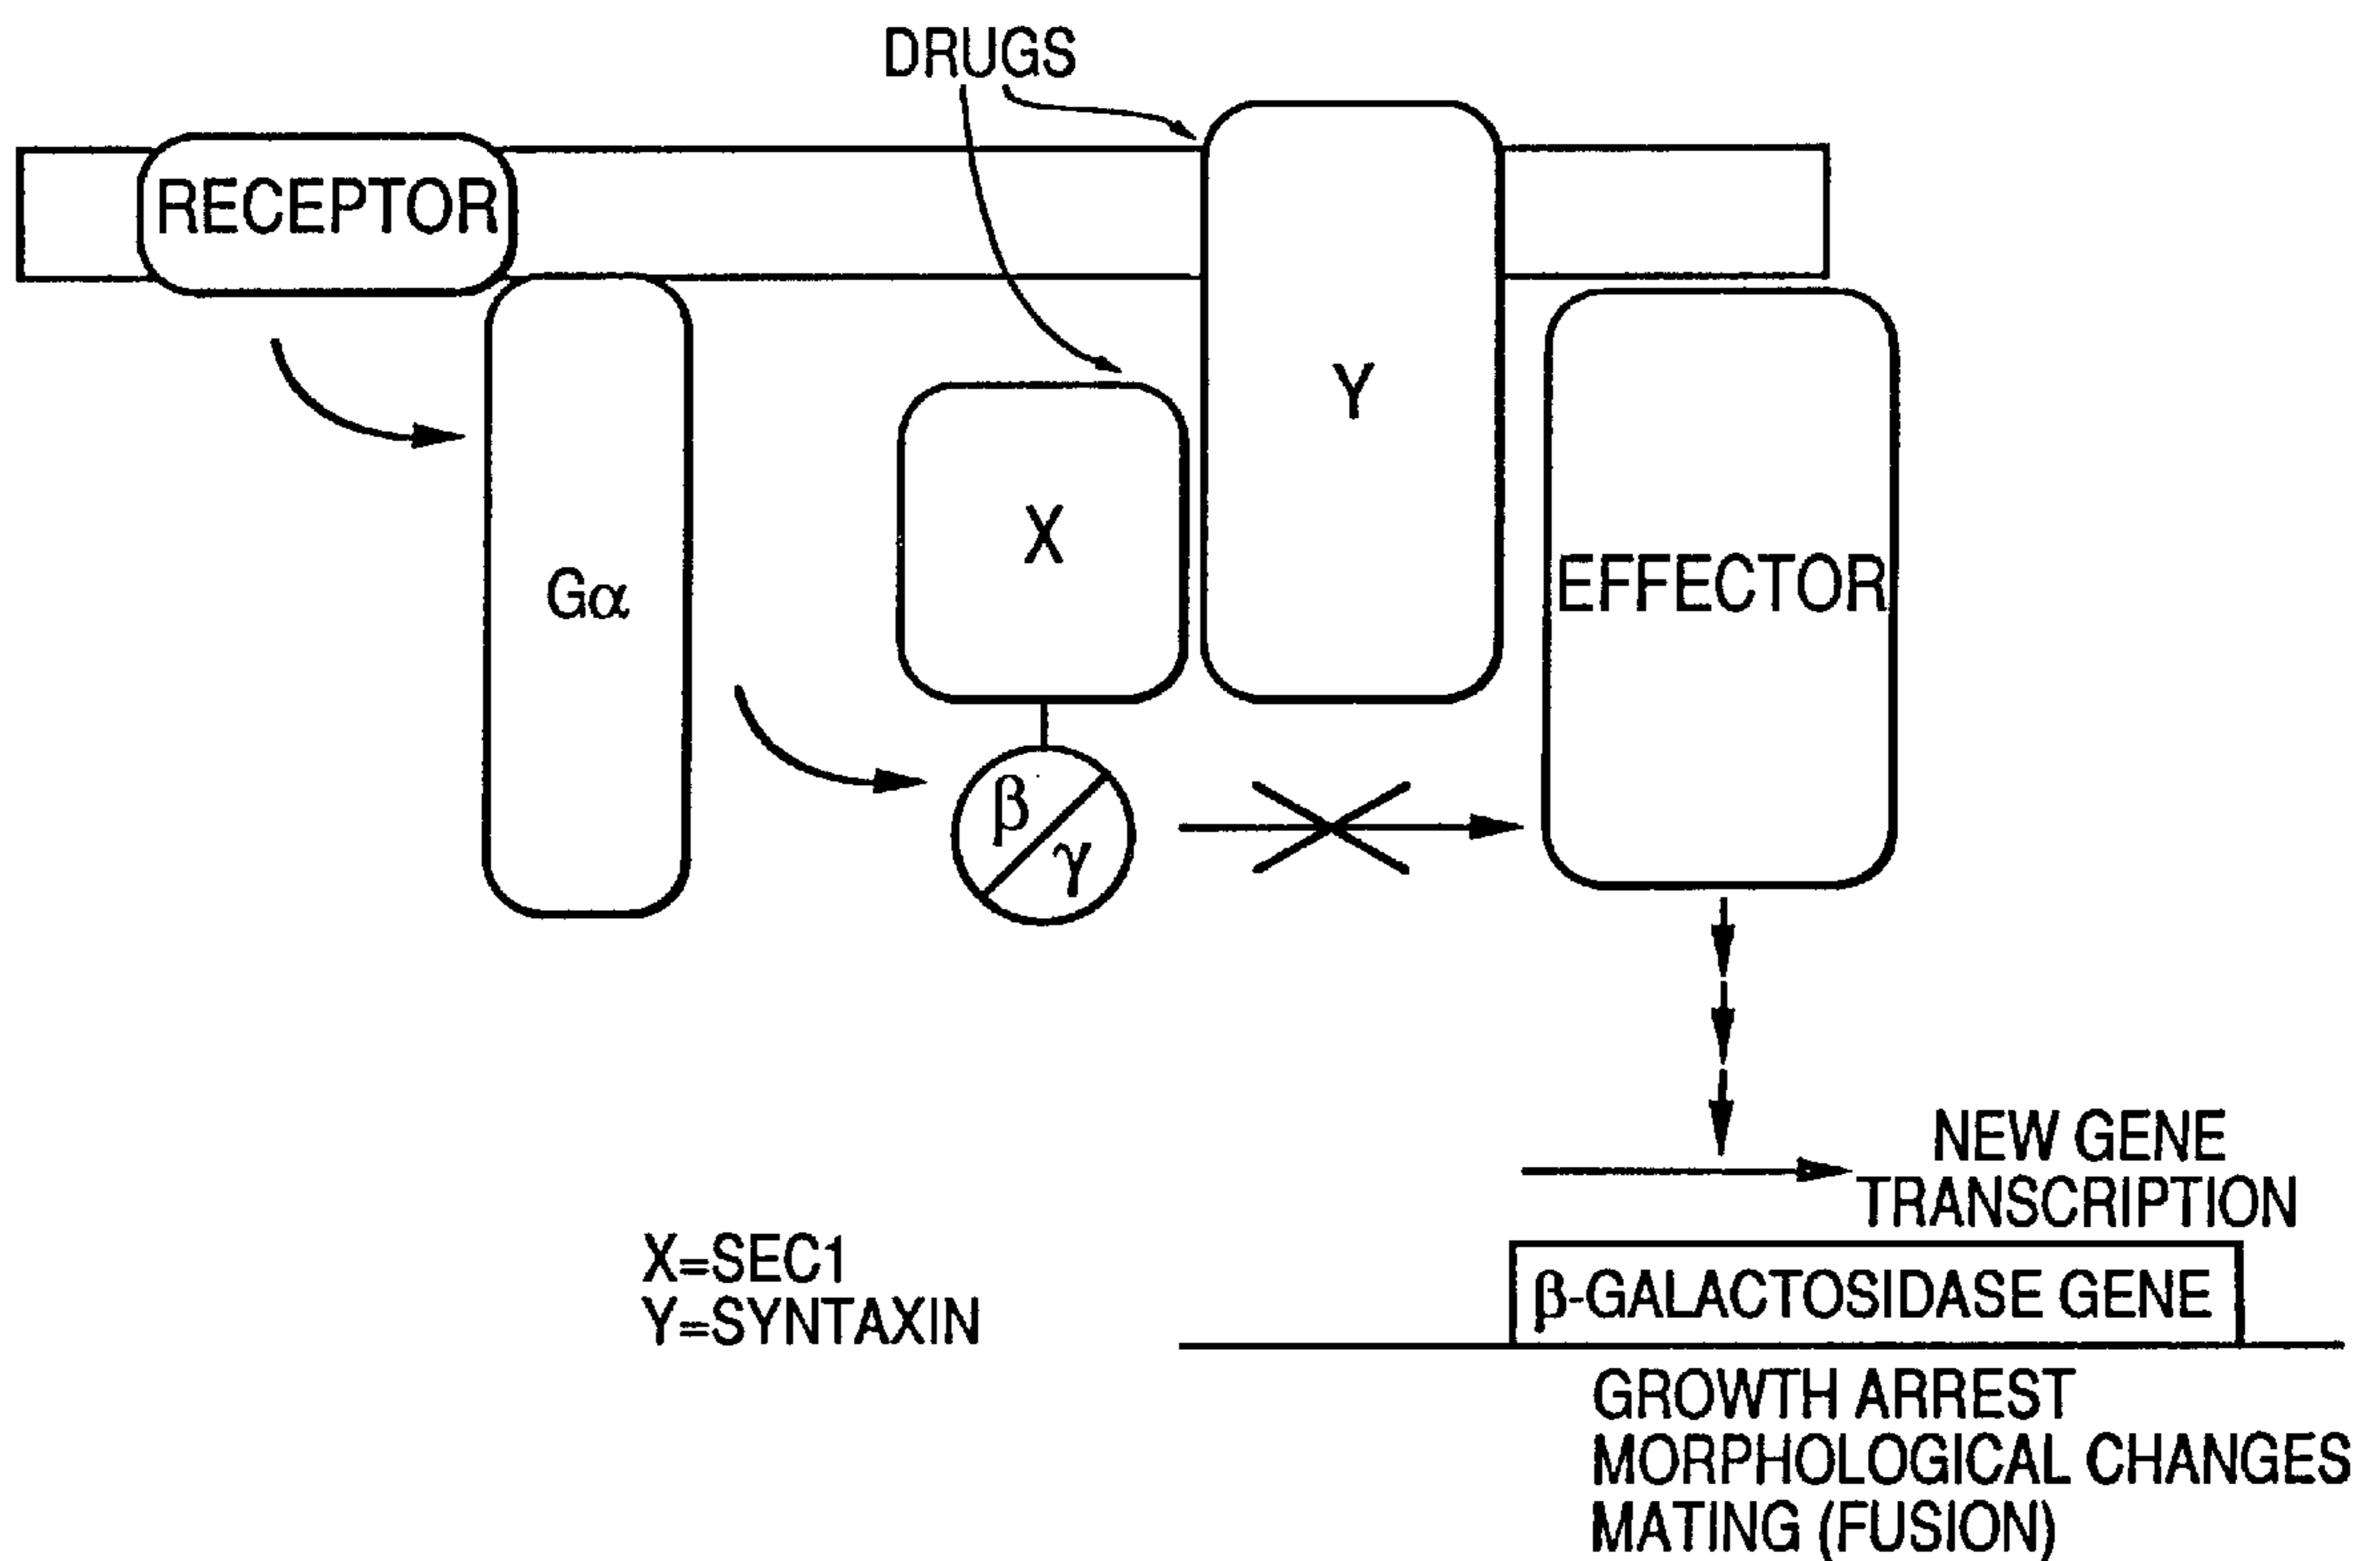 DRUGS
RECEPTOR
Y
X
Gα
EFFECTOR
β
γ
NEW GENE
TRANSCRIPTION
X=SEC1
Y=SYNTAXIN
β-GALACTOSIDASE GENE
GROWTH ARREST
MORPHOLOGICAL CHANGES
MATING (FUSION)